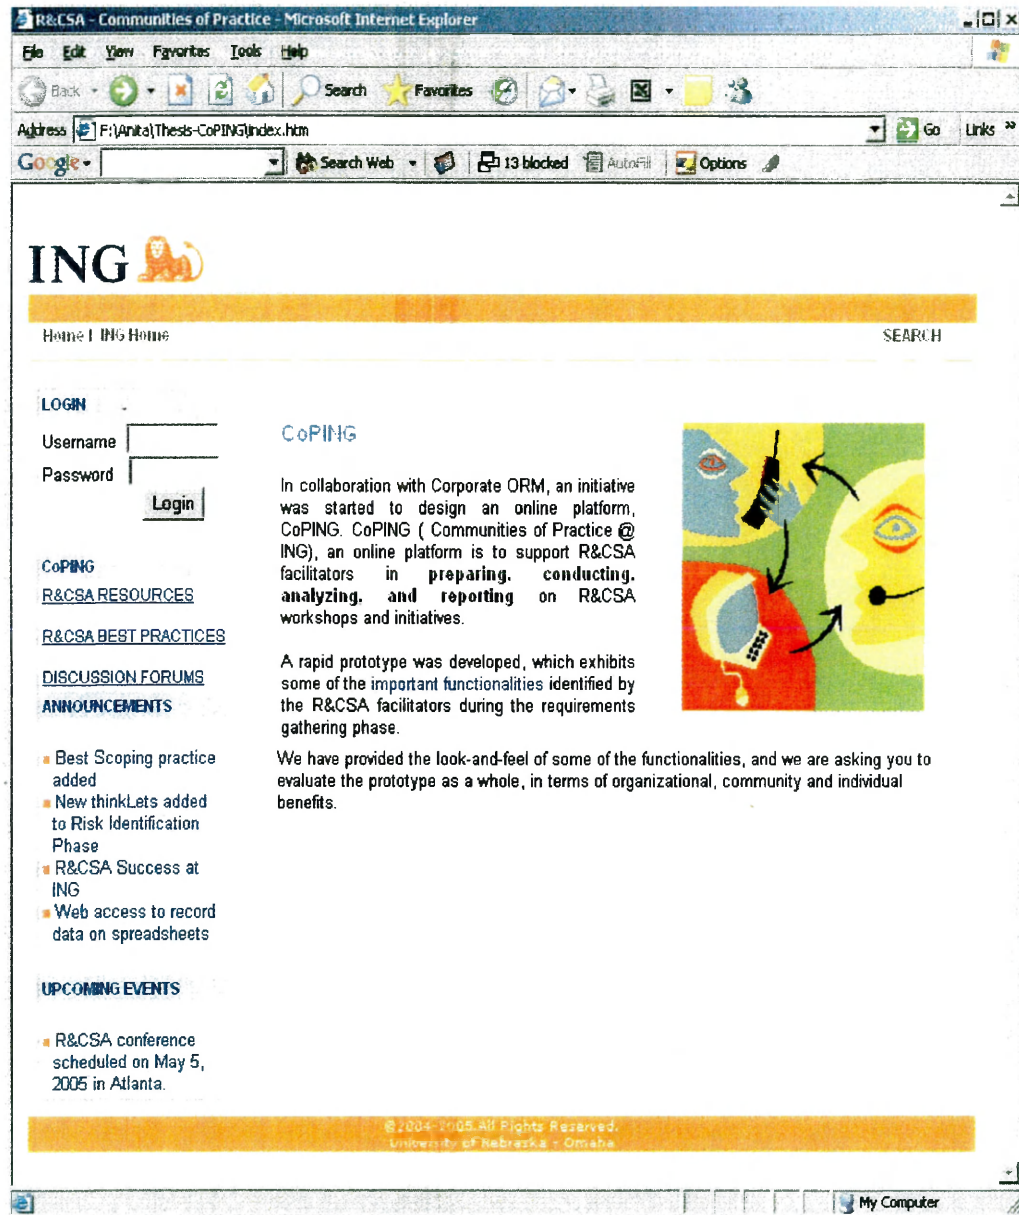 R&CSA - Communities of Practice - Microsoft Internet Explorer
File Edit View Favorites Tools Help
Back Search Favorites
Address F:\Anita\Thesis-CoPING\index.htm Go Links »
Google Search Web 13 blocked AutoFill Options
ING
Home | ING Home SEARCH
LOGIN
Username
Password
Login
CoPING
R&CSA RESOURCES
R&CSA BEST PRACTICES
DISCUSSION FORUMS
ANNOUNCEMENTS
Best Scoping practice
added
New thinkLets added
to Risk Identification
Phase
R&CSA Success at
ING
Web access to record
data on spreadsheets
UPCOMING EVENTS
R&CSA conference
scheduled on May 5,
2005 in Atlanta.
CoPING
In collaboration with Corporate ORM, an initiative
was started to design an online platform,
CoPING. CoPING ( Communities of Practice @
ING), an online platform is to support R&CSA
facilitators in preparing, conducting,
analyzing, and reporting on R&CSA
workshops and initiatives.
A rapid prototype was developed, which exhibits
some of the important functionalities identified by
the R&CSA facilitators during the requirements
gathering phase.
We have provided the look-and-feel of some of the functionalities, and we are asking you to
evaluate the prototype as a whole, in terms of organizational, community and individual
benefits.
@2004-2005.All Rights Reserved.
University of Nebraska - Omaha
My Computer